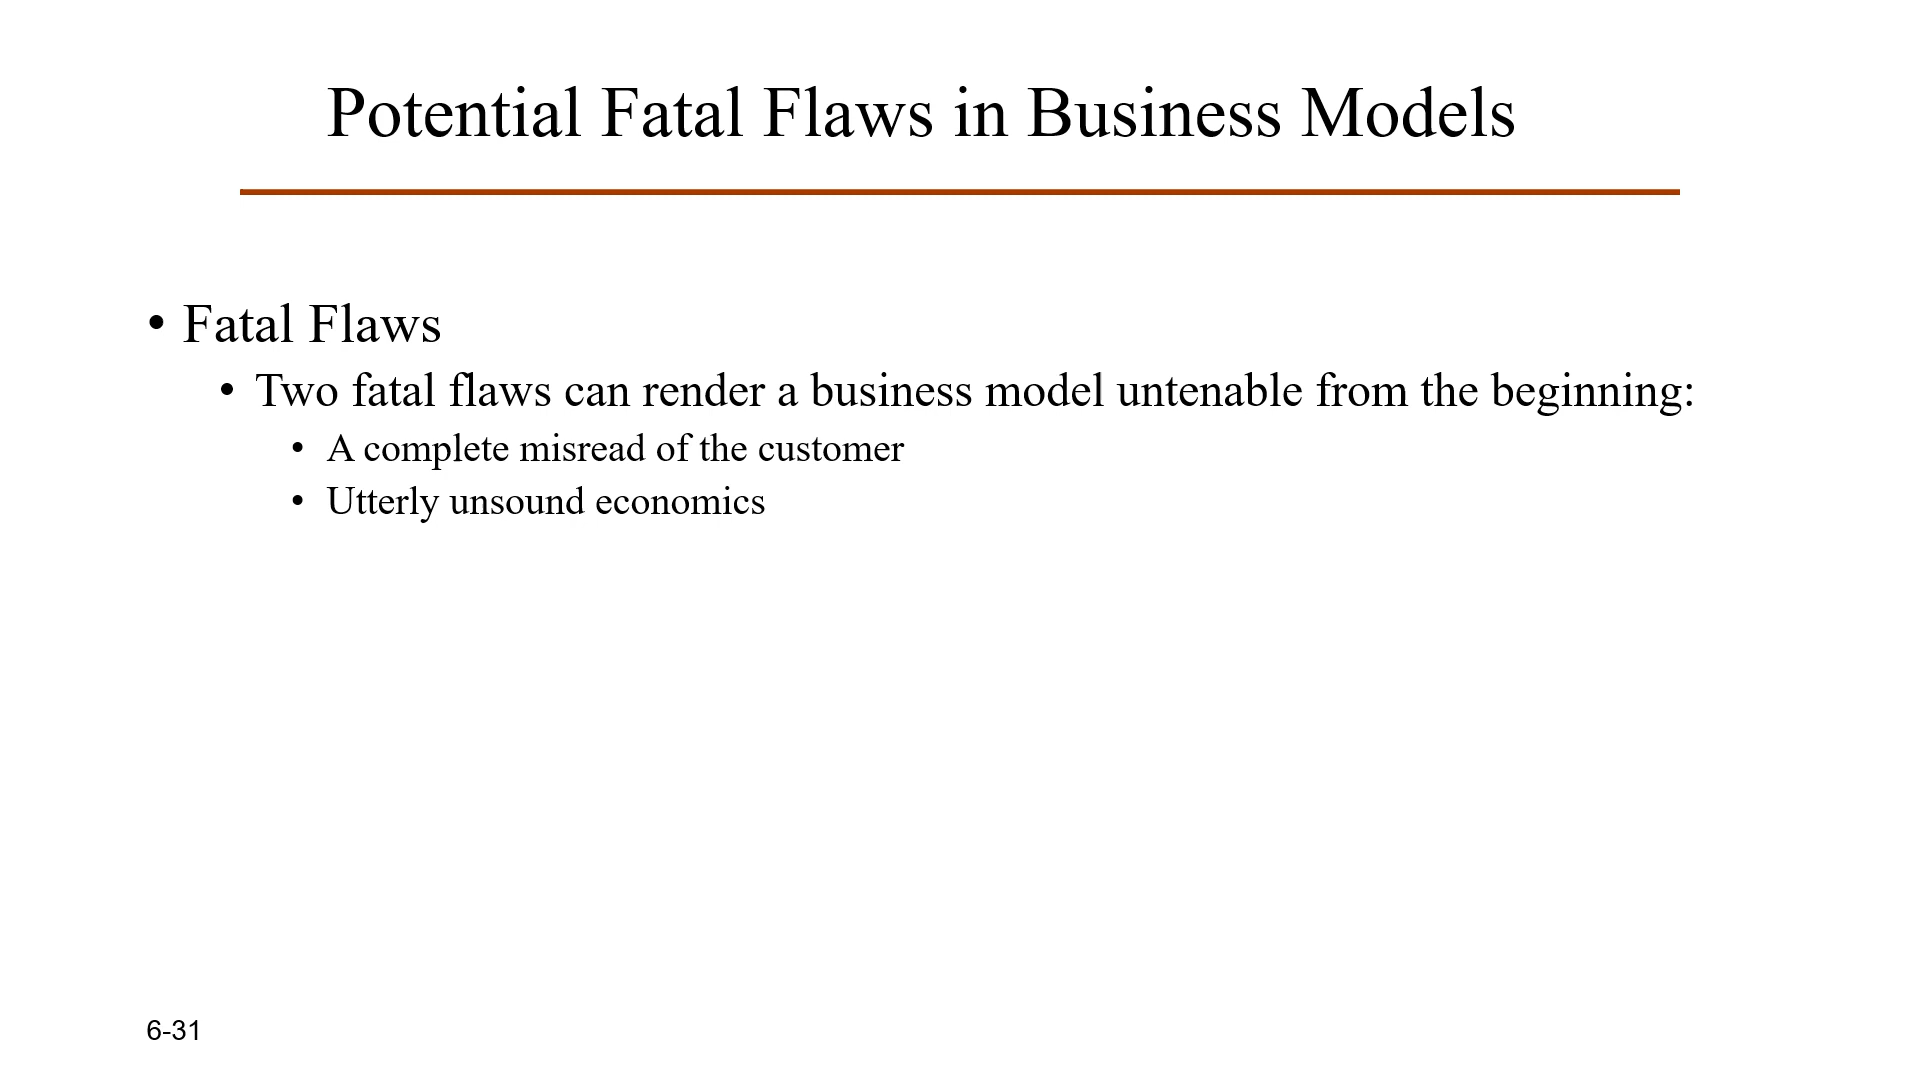 Potential Fatal Flaws in Business Models
• Fatal Flaws
• Two fatal flaws can render a business model untenable from the beginning:
• A complete misread of the customer
• Utterly unsound economics
6-31